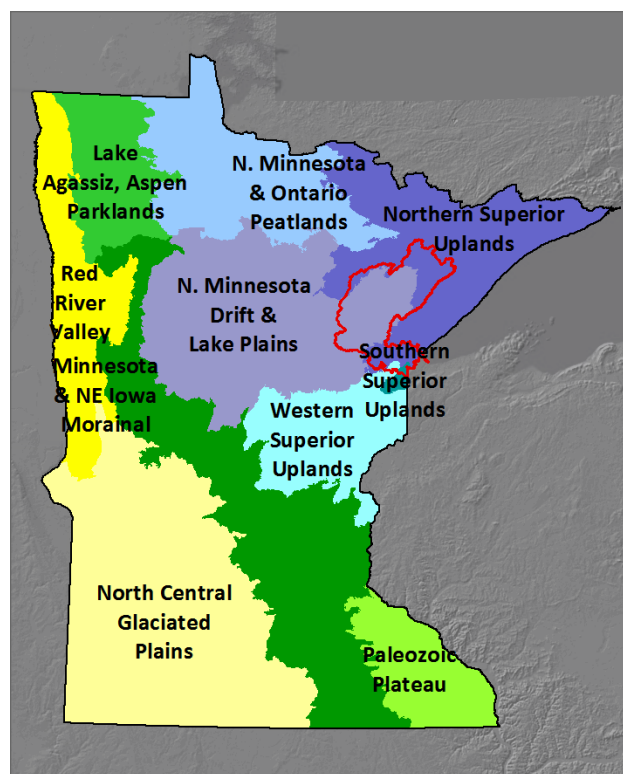 Lake
Agassiz, Aspen
Parklands
N. Minnesota
& Ontario
Peatlands
Northern Superior
Uplands
Red
River
Valley
N. Minnesota
Drift &
Lake Plains
Minnesota
& NE Iowa
Morainal
Southern
Superior
Uplands
Western
Superior
Uplands
North Central
Glaciated
Plains
Paleozoic
Plateau